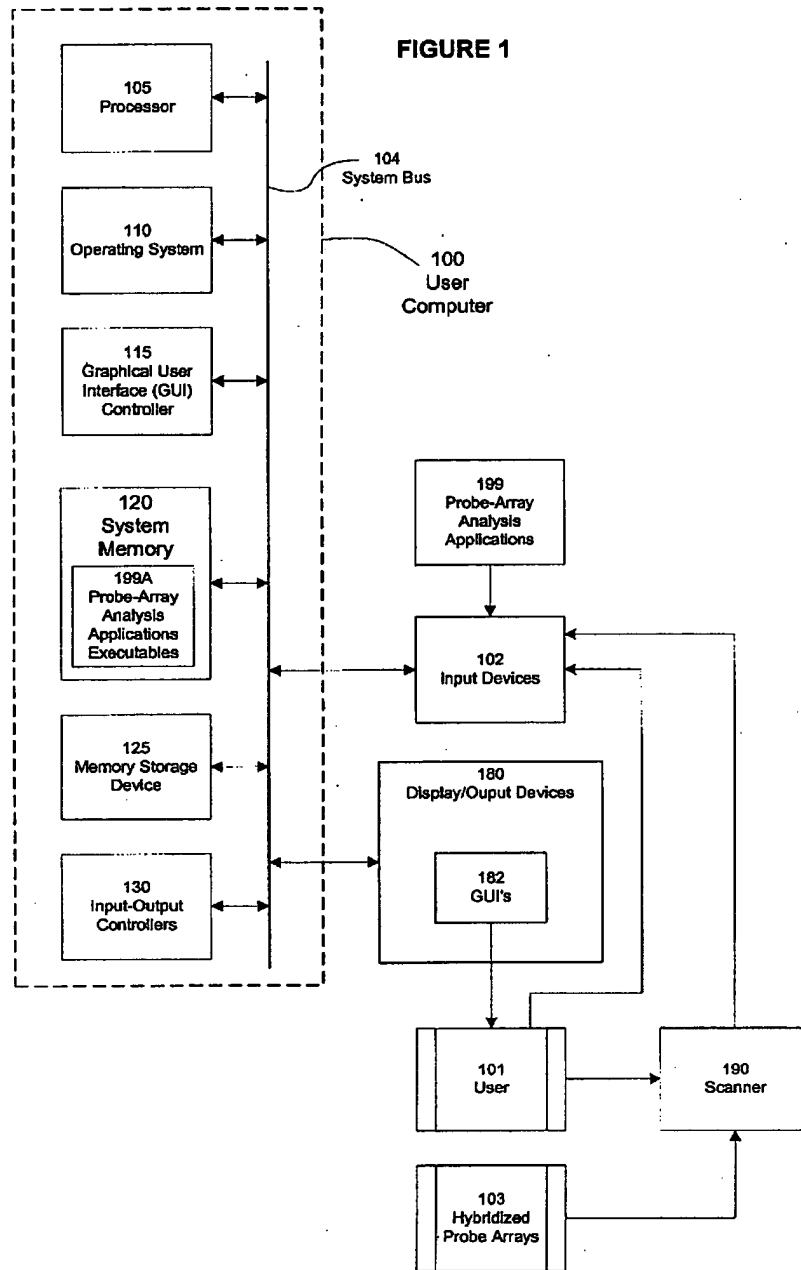 FIGURE 1
105
Processor
104
System Bus
110
Operating System
100
User
Computer
115
Graphical User
Interface (GUI)
Controller
120
System
Memory
199A
Probe-Array
Analysis
Applications
Executables
199
Probe-Array
Analysis
Applications
102
Input Devices
125
Memory Storage
Device
180
Display/Ouput Devices
182
GUI's
130
Input-Output
Controllers
101
User
190
Scanner
103
Hybridized
Probe Arrays